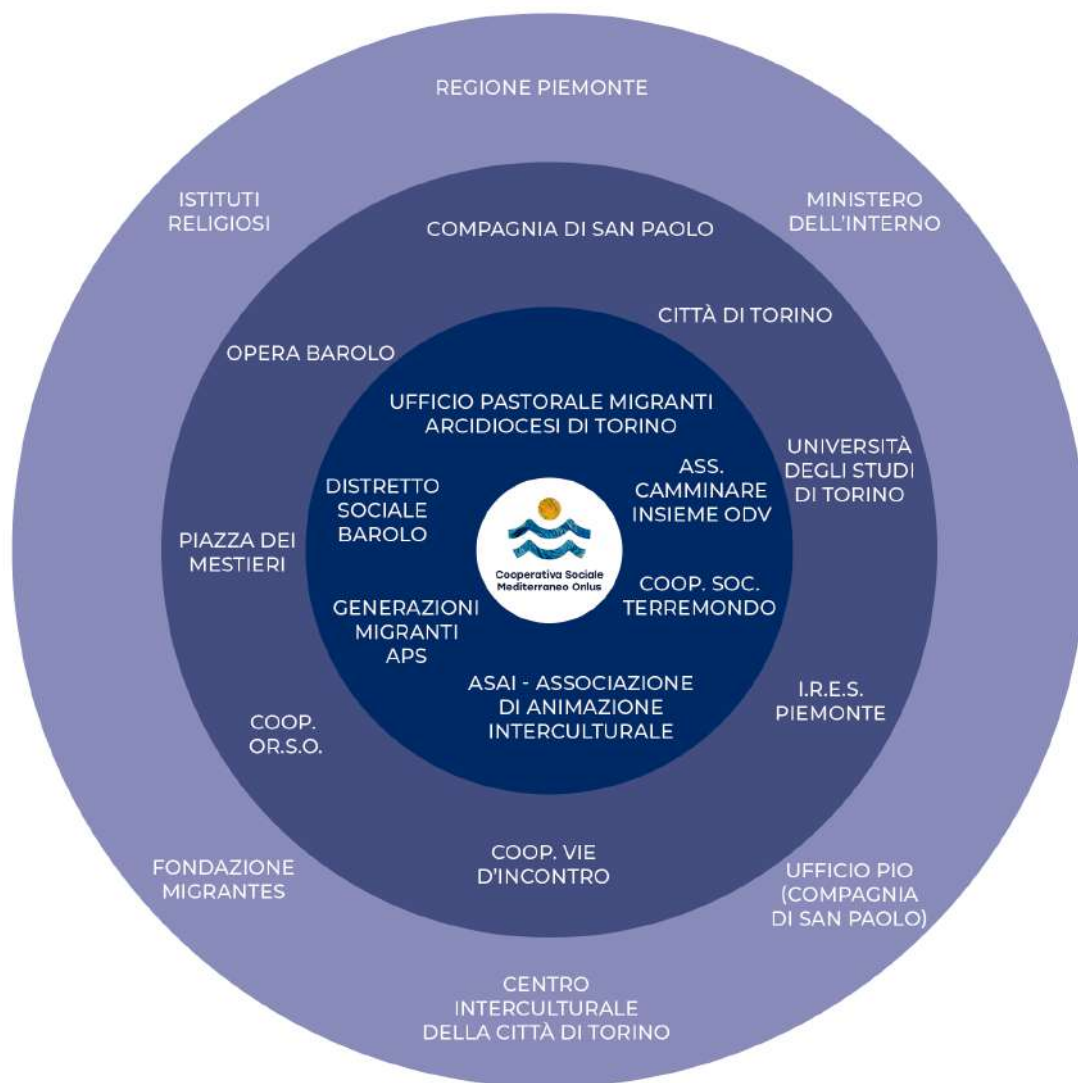 REGIONE PIEMONTE
ISTITUTI
RELIGIOSI
MINISTERO
DELL'INTERNO
COMPAGNIA DI SAN PAOLO
CITTÀ DI TORINO
OPERA BAROLO
UFFICIO PASTORALE MIGRANTI
ARCIDIOCESI DI TORINO
UNIVERSITÀ
DEGLI STUDI
DI TORINO
ASS.
CAMMINARE
INSIEME ODV
DISTRETTO
SOCIALE
BAROLO
PIAZZA DEI
MESTIERI
Cooperativa Sociale
Mediterraneo Onlus
COOP. SOC.
TERREMONDO
GENERAZIONI
MIGRANTI
APS
ASAI - ASSOCIAZIONE
DI ANIMAZIONE
INTERCULTURALE
I.R.E.S.
PIEMONTE
COOP.
OR.S.O.
COOP. VIE
D'INCONTRO
FONDAZIONE
MIGRANTES
UFFICIO PIO
(COMPAGNIA
DI SAN PAOLO)
CENTRO
INTERCULTURALE
DELLA CITTÀ DI TORINO